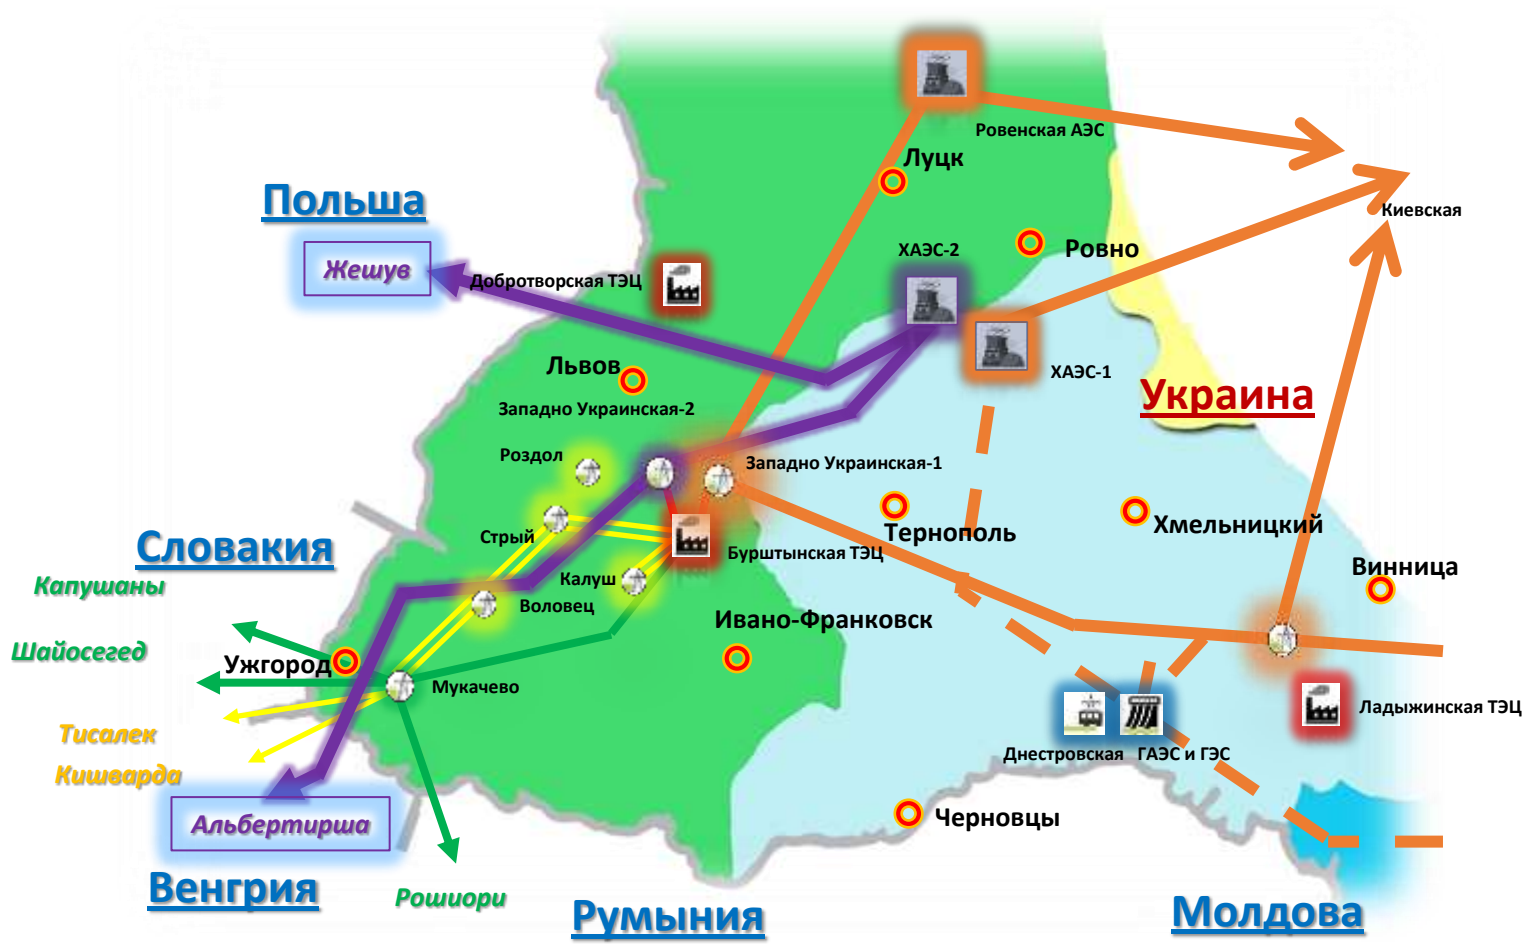 Ровенская АЭС
Луцк
Польша
Киевская
ХАЭС-2
Ровно
Жешув
Добротворская ТЭЦ
Львов
ХАЭС-1
Украина
Западно Украинская-2
Роздол
Западно Украинская-1
Стрый
Тернополь
Хмельницкий
Словакия
Бурштынская ТЭЦ
Капушаны
Калуш
Воловец
Винница
Ивано-Франковск
Шайосегед
Ужгород
Мукачево
Ладыжинская ТЭЦ
Тисалек
Днестровская ГАЭС и ГЭС
Кишварда
Альбертирша
Черновцы
Венгрия
Рошиори
Румыния
Молдова